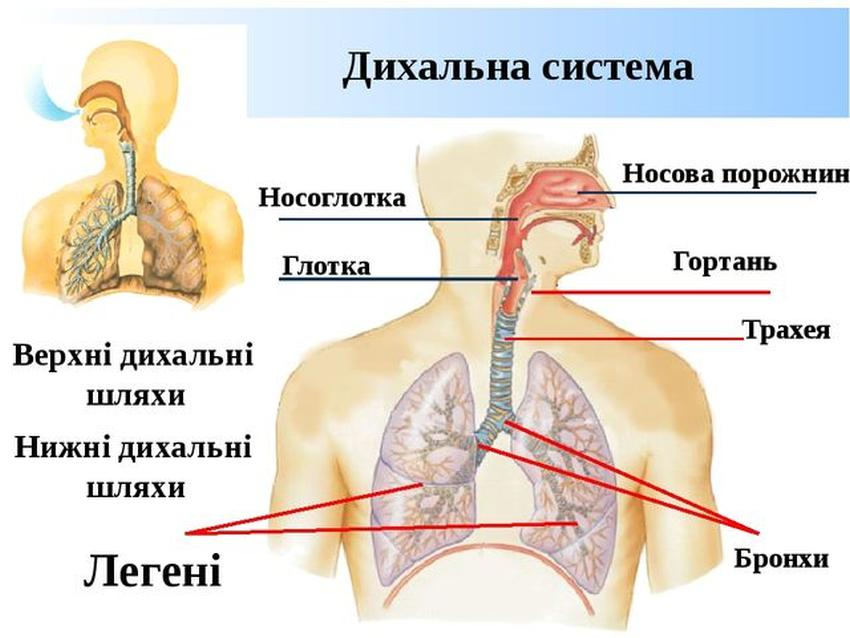 Дихальна система
Носова порожнин
Носоглотка
Глотка
Гортань
Трахея
Верхні дихальні
шляхи
Нижні дихальні
шляхи
Легені
Бронхи